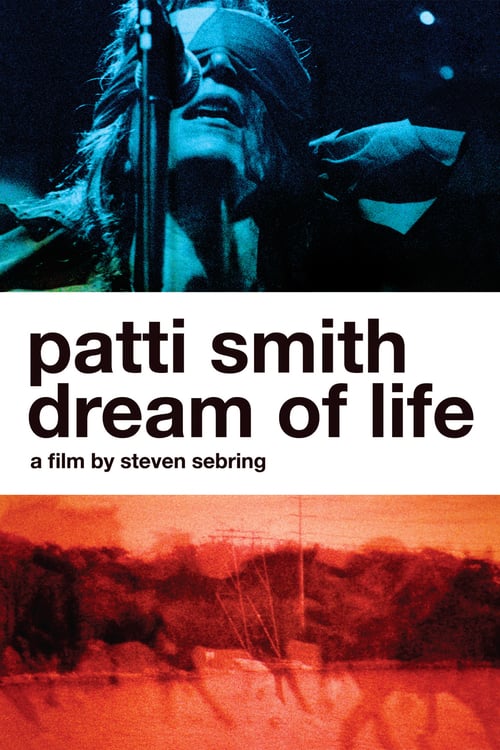 patti smith
dream of life
a film by steven sebring